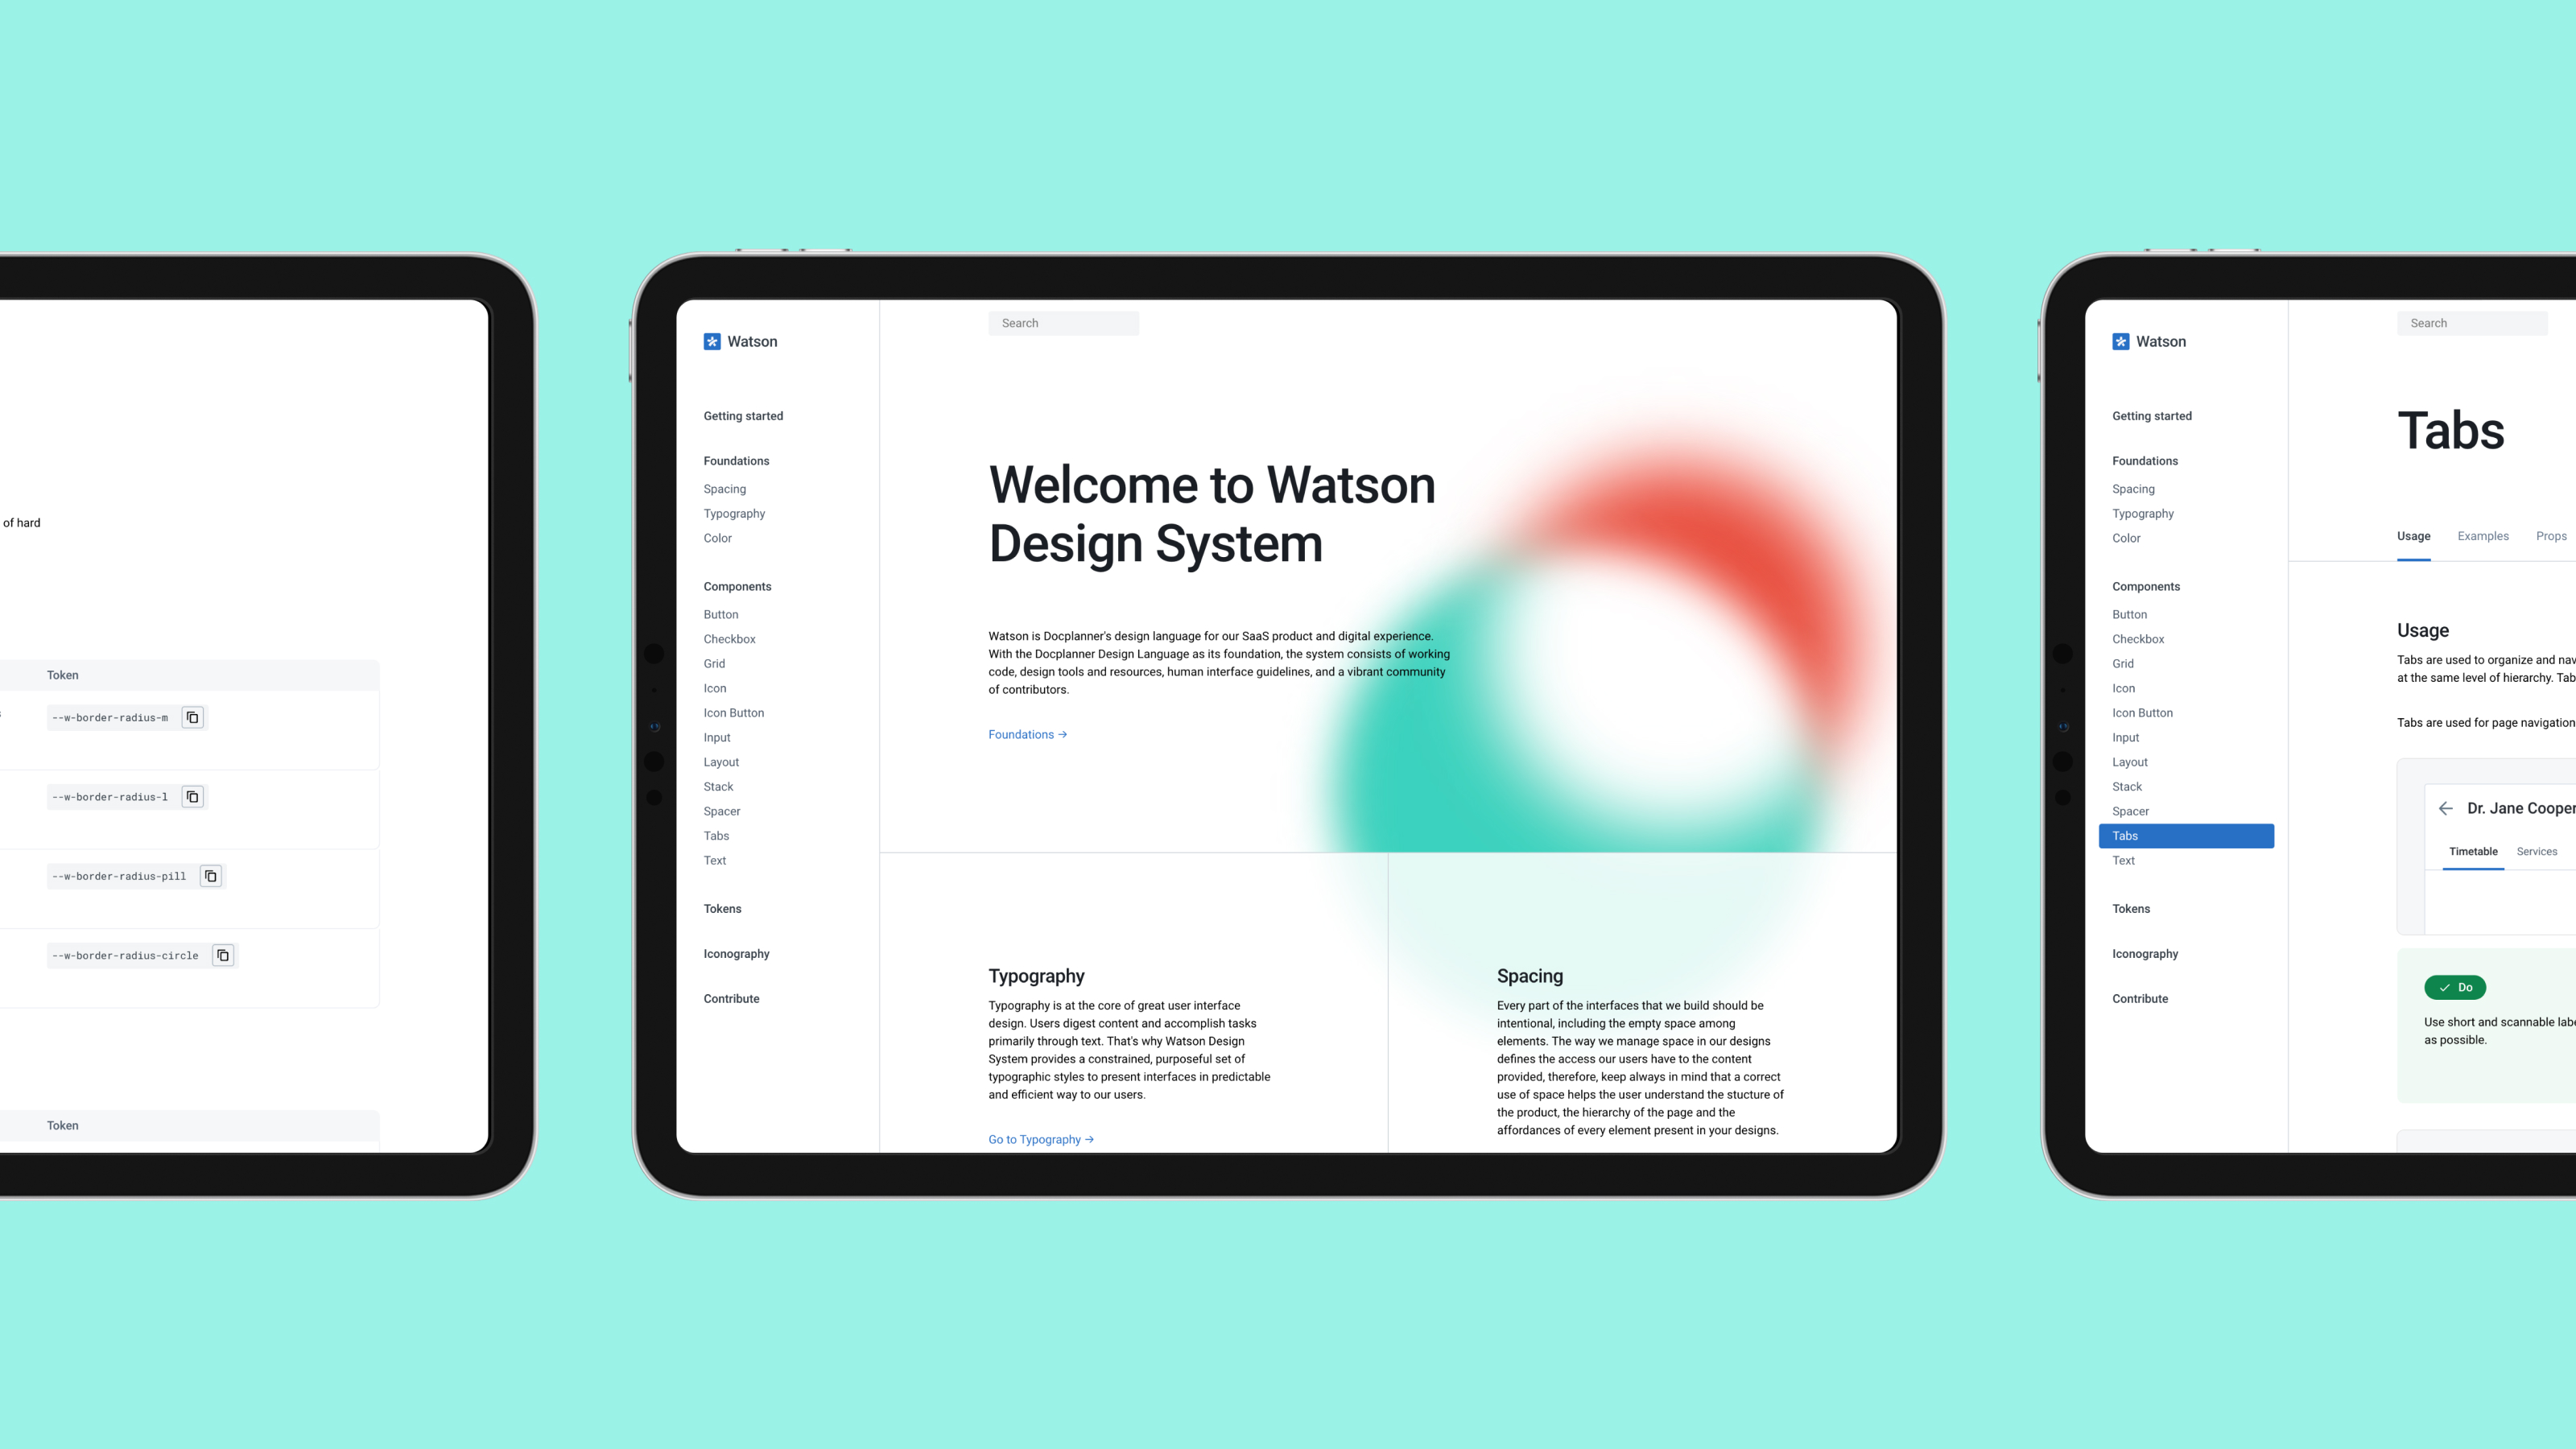 of hard
Token
--w-border-radius-m
--w-border-radius-l
--w-border-radius-pill
--w-border-radius-circle
Token
Watson
Getting started
Foundations
Spacing
Typography
Color
Components
Button
Checkbox
Grid
Icon
Icon Button
Input
Layout
Stack
Spacer
Tabs
Text
Tokens
Iconography
Contribute
Search
Welcome to Watson
Design System
Watson is Docplanner's design language for our SaaS product and digital experience.
With the Docplanner Design Language as its foundation, the system consists of working
code, design tools and resources, human interface guidelines, and a vibrant community
of contributors.
Foundations →
Typography
Typography is at the core of great user interface
design. Users digest content and accomplish tasks
primarily through text. That's why Watson Design
System provides a constrained, purposeful set of
typographic styles to present interfaces in predictable
and efficient way to our users.
Go to Typography →
Spacing
Every part of the interfaces that we build should be
intentional, including the empty space among
elements. The way we manage space in our designs
defines the access our users have to the content
provided, therefore, keep always in mind that a correct
use of space helps the user understand the stucture of
the product, the hierarchy of the page and the
affordances of every element present in your designs.
Watson
Getting started
Foundations
Spacing
Typography
Color
Components
Button
Checkbox
Grid
Icon
Icon Button
Input
Layout
Stack
Spacer
Tabs
Text
Tokens
Iconography
Contribute
Search
Tabs
Usage Examples Props
Usage
Tabs are used to organize and
at the same level of hierarchy.
Tabs are used for page navigation
Dr. Jane Cooper
Timetable Services
Do
Use short and scannable
as possible.